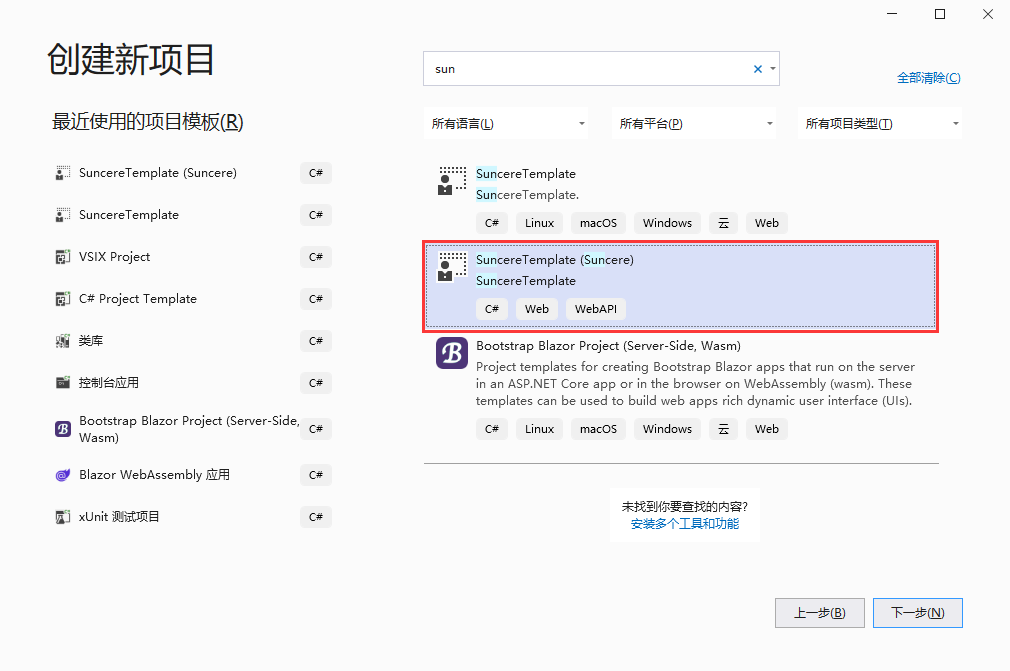 创建新项目
最近使用的项目模板(R)
SuncereTemplate (Suncere)
C#
SuncereTemplate
C#
VSIX Project
C#
C# Project Template
C#
类库
C#
控制台应用
C#
Bootstrap Blazor Project (Server-Side,
Wasm)
C#
Blazor WebAssembly 应用
C#
xUnit 测试项目
C#
sun
全部清除(C)
所有语言(L)
所有平台(P)
所有项目类型(T)
SuncereTemplate
SuncereTemplate.
C# Linux macOS Windows 云 Web
SuncereTemplate (Suncere)
SuncereTemplate
C# Web WebAPI
B
Bootstrap Blazor Project (Server-Side, Wasm)
Project templates for creating Bootstrap Blazor apps that run on the server
in an ASP.NET Core app or in the browser on WebAssembly (wasm). These
templates can be used to build web apps rich dynamic user interface (UIs).
C# Linux macOS Windows 云 Web
未找到你要查找的内容?
安装多个工具和功能
上一步(B)
下一步(N)